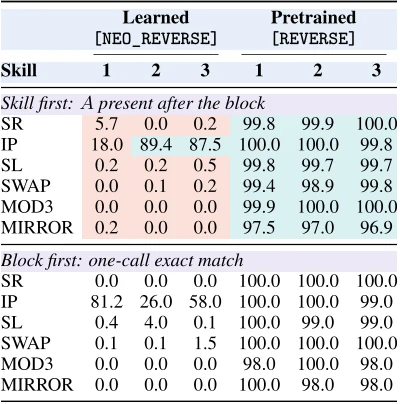 Learned Pretrained
[NEO_REVERSE] [REVERSE]
Skill 1 2 3 1 2 3
Skill first: A present after the block
SR 5.7 0.0 0.2 99.8 99.9 100.0
IP 18.0 89.4 87.5 100.0 100.0 99.8
SL 0.2 0.2 0.5 99.8 99.7 99.7
SWAP 0.0 0.1 0.2 99.4 98.9 99.8
MOD3 0.0 0.0 0.0 99.9 100.0 100.0
MIRROR 0.2 0.0 0.0 97.5 97.0 96.9
Block first: one-call exact match
SR 0.0 0.0 0.0 100.0 100.0 100.0
IP 81.2 26.0 58.0 100.0 100.0 99.0
SL 0.4 4.0 0.1 100.0 99.0 99.0
SWAP 0.1 0.1 1.5 100.0 100.0 100.0
MOD3 0.0 0.0 0.0 98.0 100.0 98.0
MIRROR 0.0 0.0 0.0 100.0 98.0 98.0